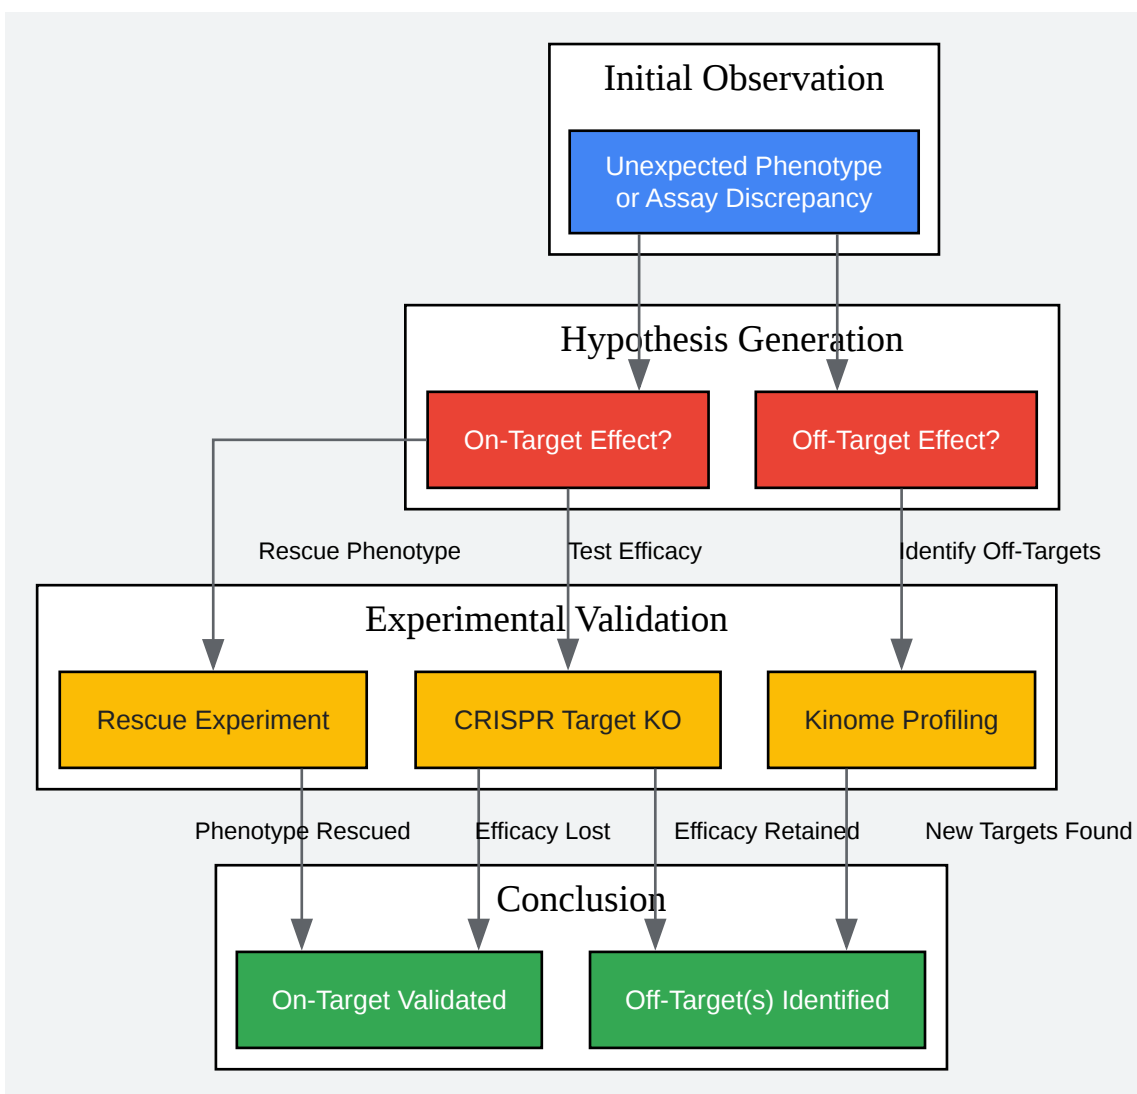 Initial Observation
Unexpected Phenotype
or Assay Discrepancy
Hypothesis Generation
On-Target Effect?
Off-Target Effect?
Rescue Phenotype
Test Efficacy
Identify Off-Targets
Experimental Validation
Rescue Experiment
CRISPR Target KO
Kinome Profiling
Phenotype Rescued
Efficacy Lost
Efficacy Retained
New Targets Found
Conclusion
On-Target Validated
Off-Target(s) Identified